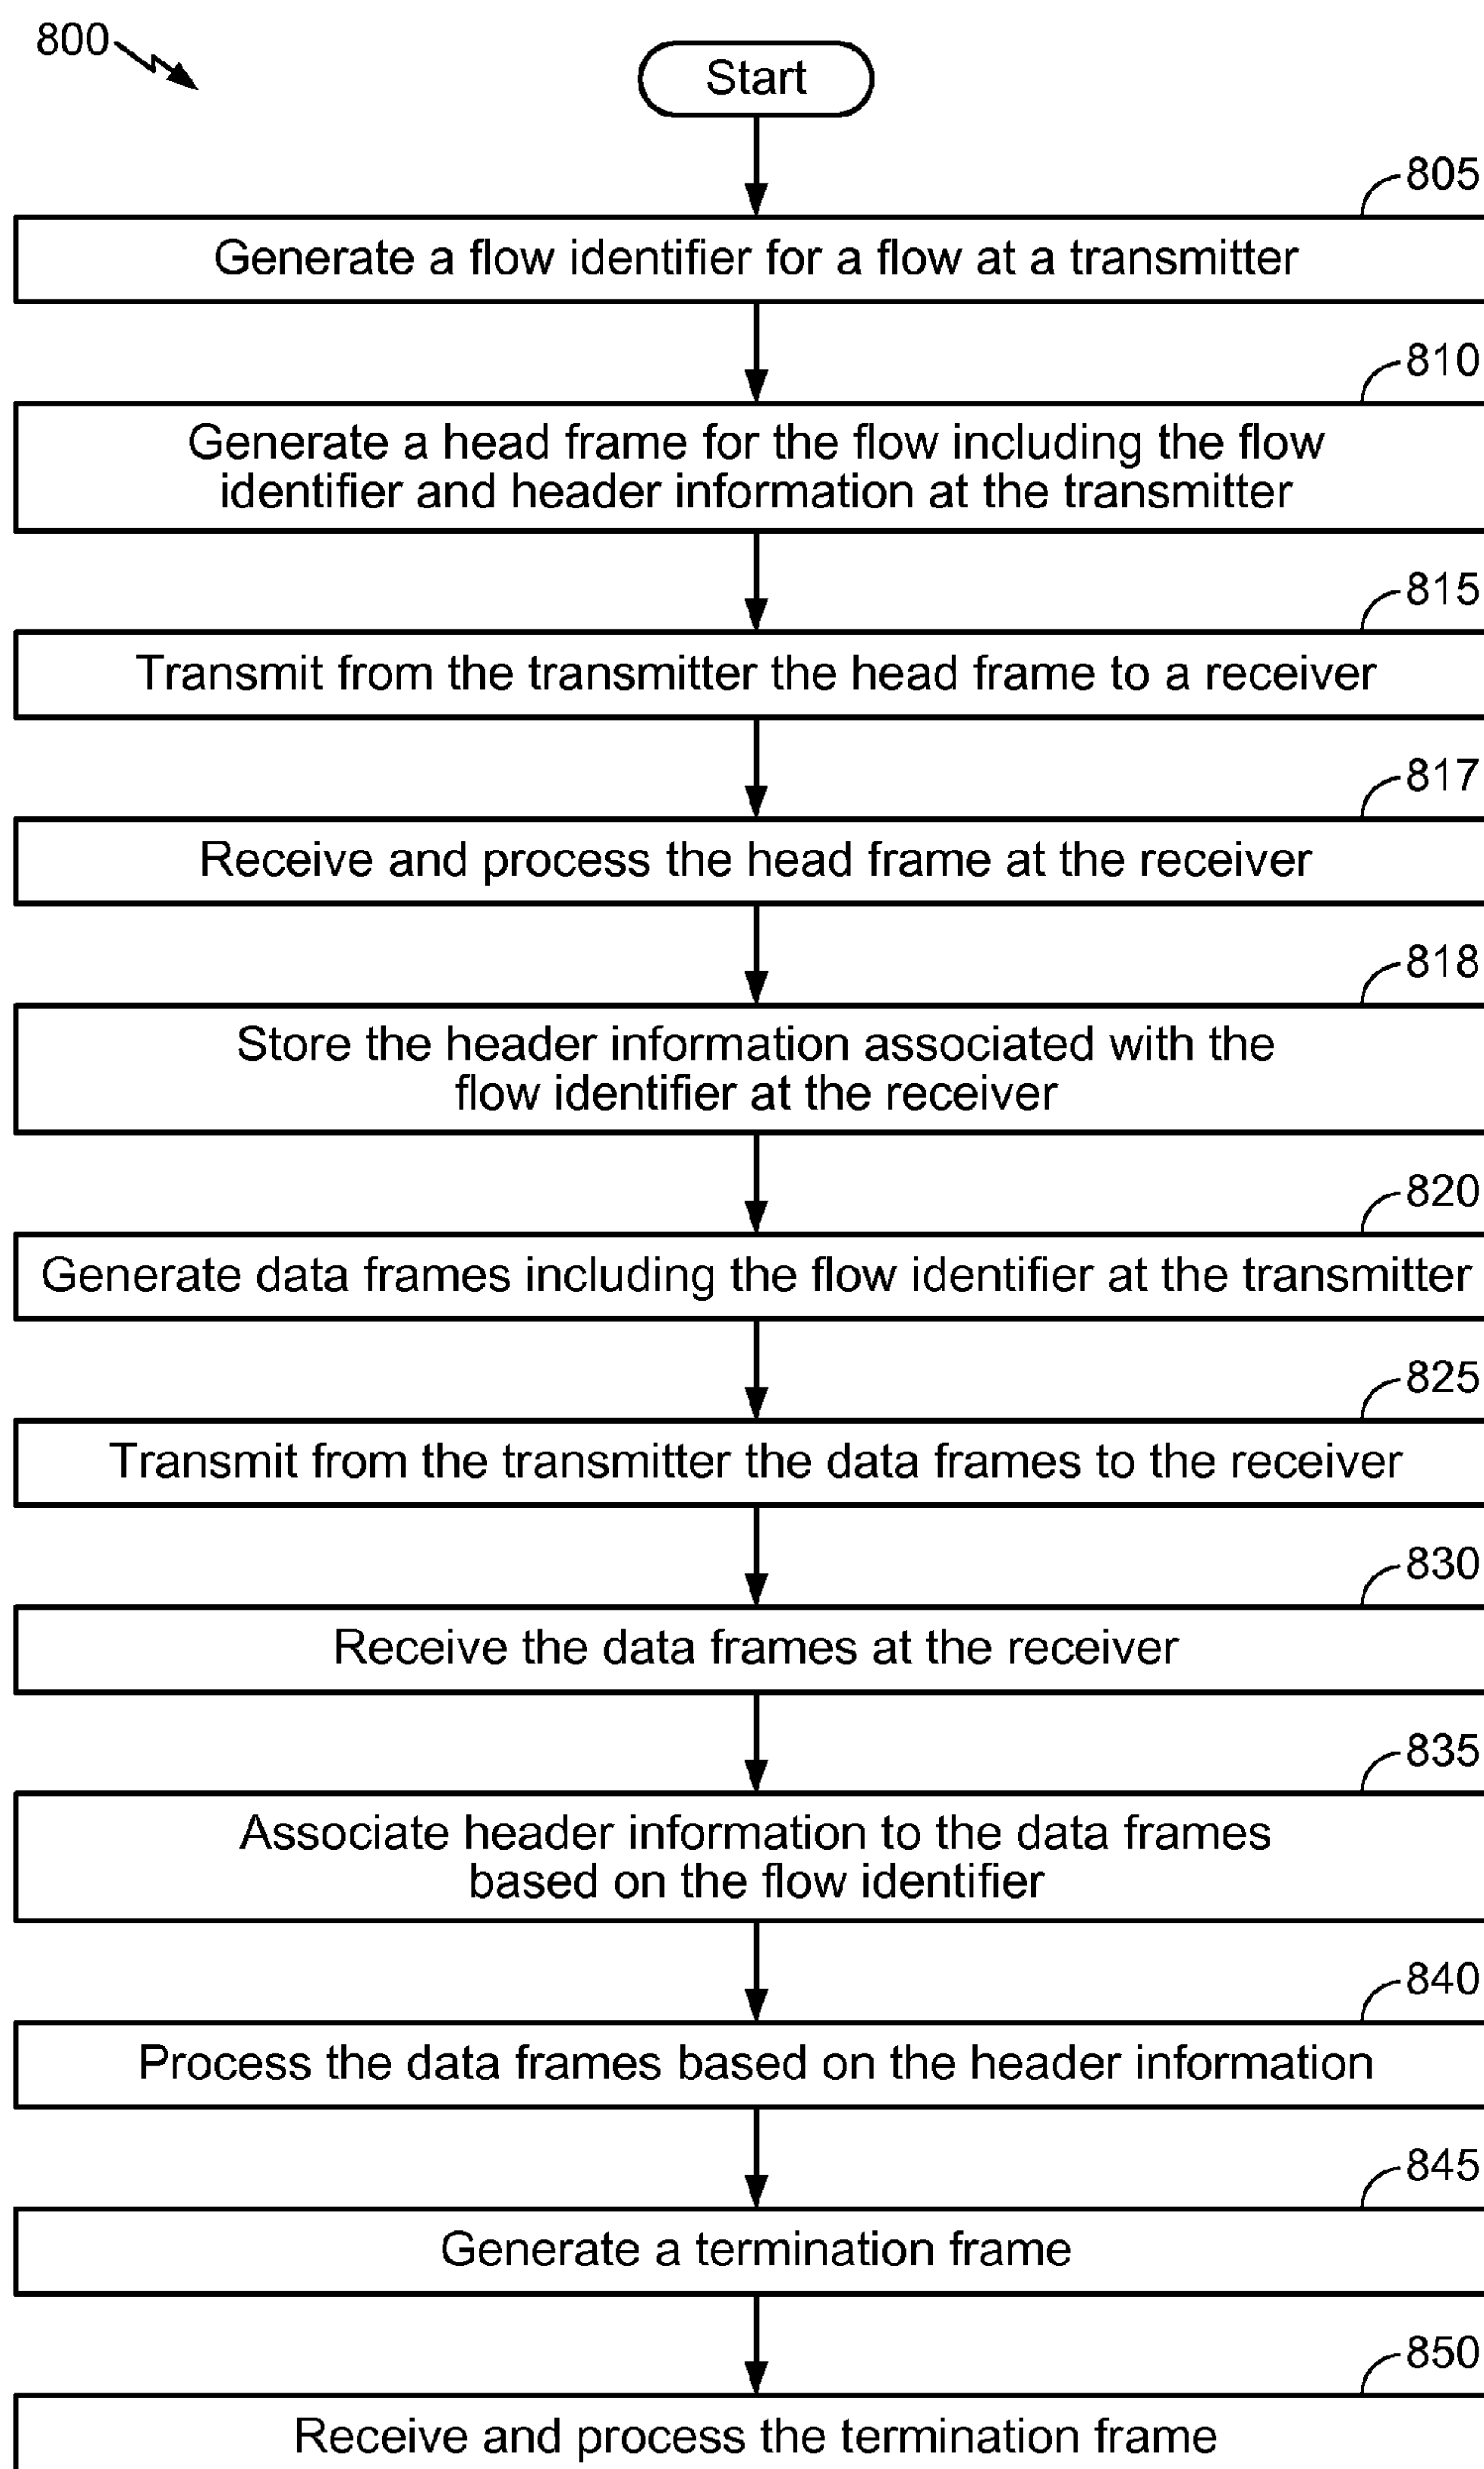 800
Start
805
Generate a flow identifier for a flow at a transmitter
810
Generate a head frame for the flow including the flow
identifier and header information at the transmitter
815
Transmit from the transmitter the head frame to a receiver
817
Receive and process the head frame at the receiver
818
Store the header information associated with the
flow identifier at the receiver
820
Generate data frames including the flow identifier at the transmitter
825
Transmit from the transmitter the data frames to the receiver
830
Receive the data frames at the receiver
835
Associate header information to the data frames
based on the flow identifier
840
Process the data frames based on the header information
845
Generate a termination frame
850
Receive and process the termination frame